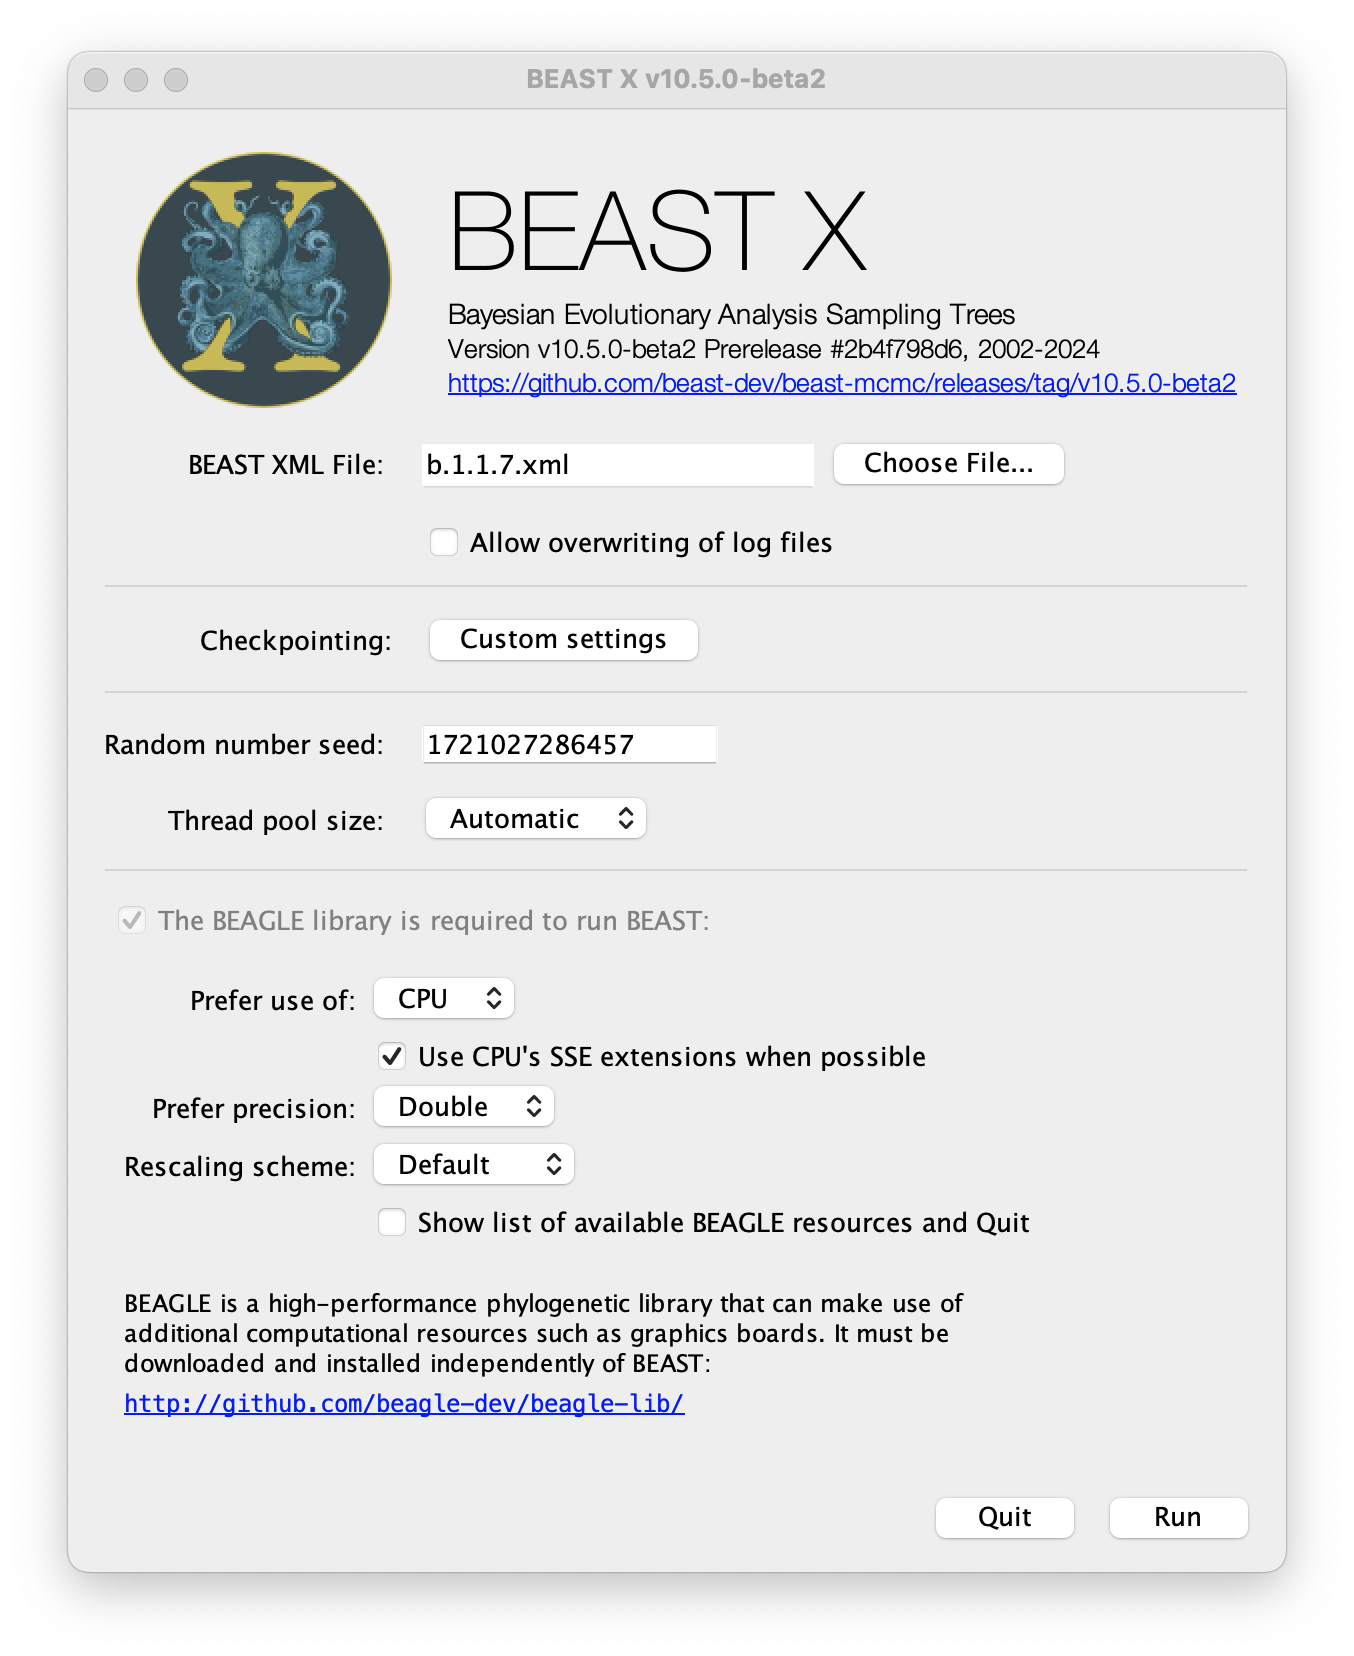 BEAST X v10.5.0-beta2
X
BEAST X
Bayesian Evolutionary Analysis Sampling Trees
Version v10.5.0-beta2 Prerelease #2b4f798d6, 2002-2024
https://github.com/beast-dev/beast-mcmc/releases/tag/v10.5.0-beta2
BEAST XML File: b.1.1.7.xml Choose File...
Allow overwriting of log files
Checkpointing: Custom settings
Random number seed: 1721027286457
Thread pool size: Automatic
The BEAGLE library is required to run BEAST:
Prefer use of: CPU
Use CPU's SSE extensions when possible
Prefer precision: Double
Rescaling scheme: Default
Show list of available BEAGLE resources and Quit
BEAGLE is a high-performance phylogenetic library that can make use of
additional computational resources such as graphics boards. It must be
downloaded and installed independently of BEAST:
http://github.com/beagle-dev/beagle-lib/
Quit Run